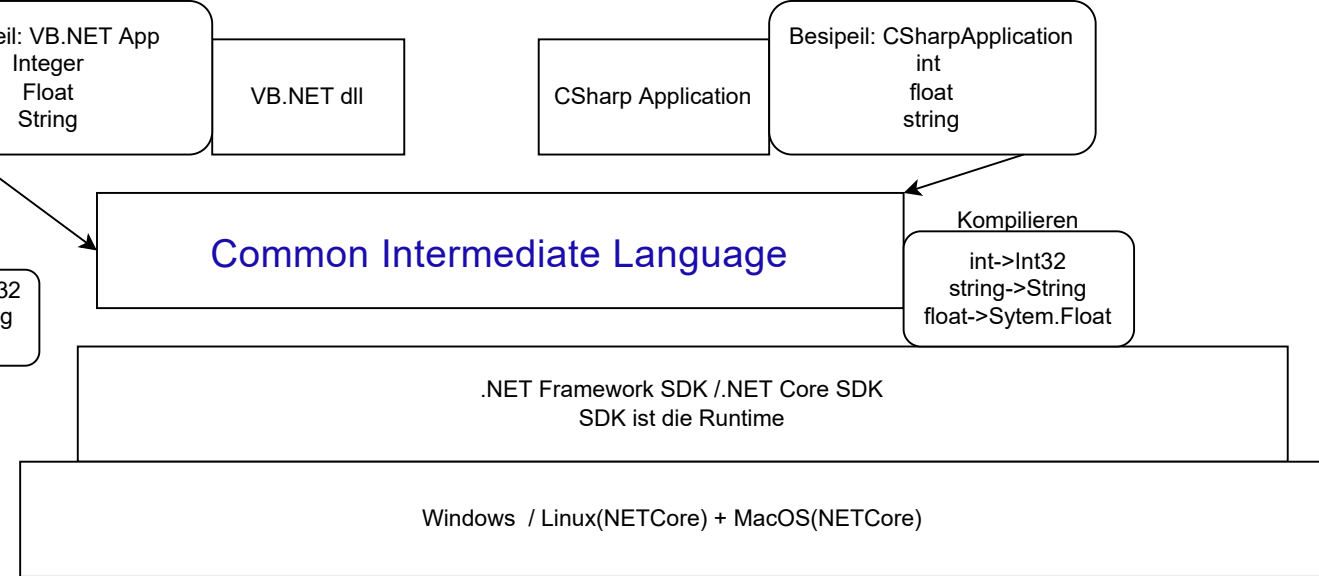 eil: VB.NET App
Integer
Float
String
VB.NET dll
CSharp Application
Besipeil: CSharpApplication
int
float
string
Common Intermediate Language
Kompilieren
int->Int32
string->String
float->Sytem.Float
32
g
.NET Framework SDK /.NET Core SDK
SDK ist die Runtime
Windows / Linux(NETCore) + MacOS(NETCore)